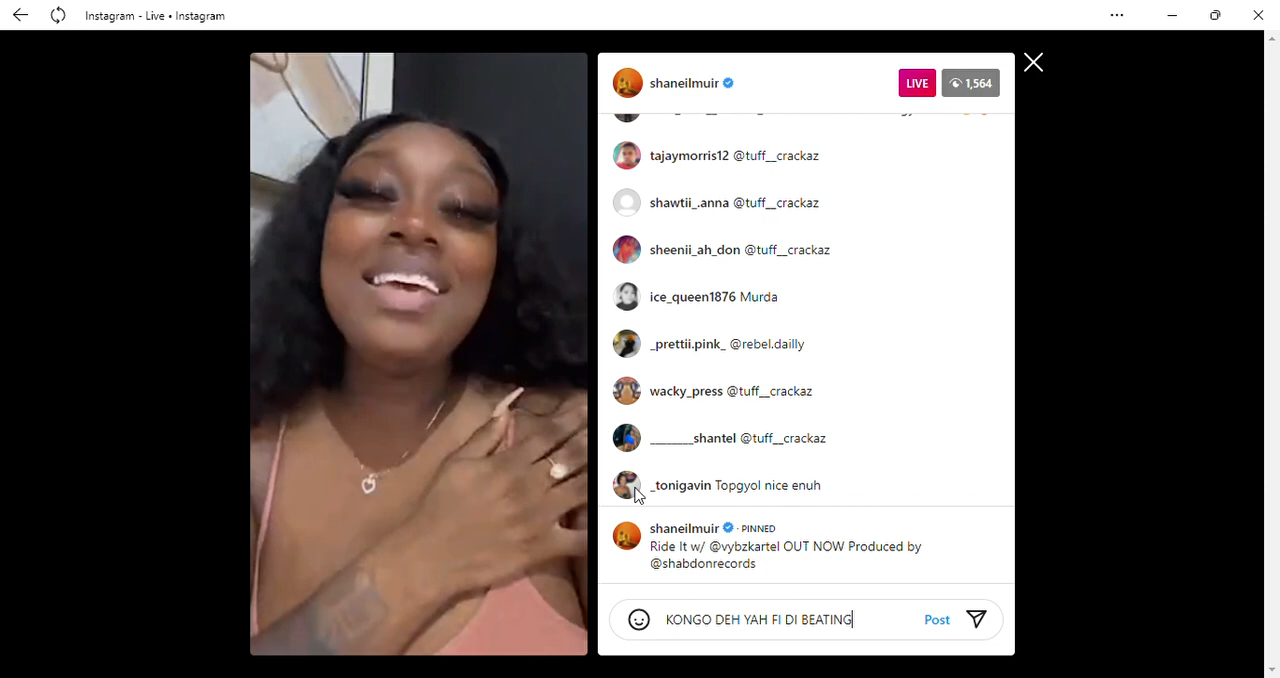 Instagram - Live • Instagram
shaneilmuir
LIVE
1,564
tajaymorris12 @tuff__crackaz
shawtii_.anna @tuff__crackaz
sheenii_ah_don @tuff__crackaz
ice_queen1876 Murda
_prettii.pink_ @rebel.dailly
wacky_press @tuff__crackaz
________shantel @tuff__crackaz
_tonigavin Topgyol nice enuh
shaneilmuir · PINNED
Ride It w/ @vybzkartel OUT NOW Produced by
@shabdonrecords
KONGO DEH YAH FI DI BEATING
Post